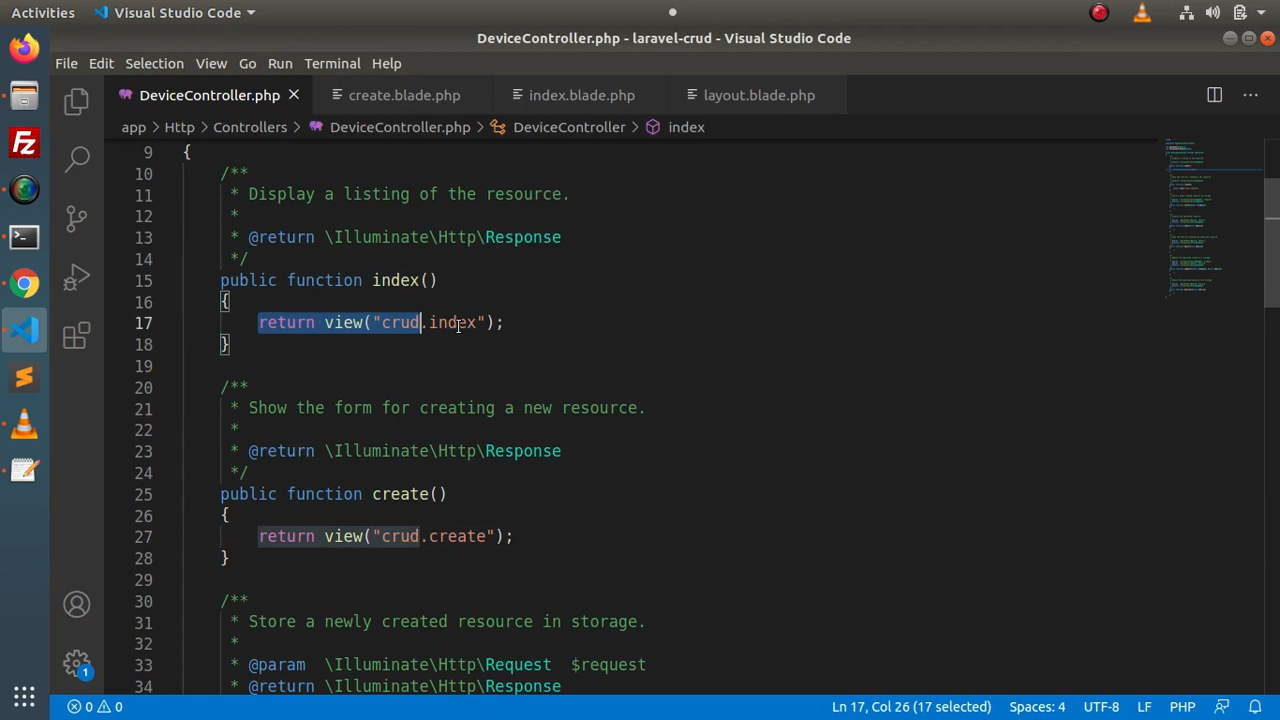 Activities Visual Studio Code
DeviceController.php - laravel-crud - Visual Studio Code
File Edit Selection View Go Run Terminal Help
DeviceController.php create.blade.php index.blade.php layout.blade.php
app > Http > Controllers > DeviceController.php > DeviceController > index
9 {
10 /**
11 * Display a listing of the resource.
12 *
13 * @return \Illuminate\Http\Response
14 */
15 public function index()
16 {
17 return view("crud.index");
18 }
19
20 /**
21 * Show the form for creating a new resource.
22 *
23 * @return \Illuminate\Http\Response
24 */
25 public function create()
26 {
27 return view("crud.create");
28 }
29
30 /**
31 * Store a newly created resource in storage.
32 *
33 * @param \Illuminate\Http\Request $request
34 * @return \Illuminate\Http\Response
1
0 0 Ln 17, Col 26 (17 selected) Spaces: 4 UTF-8 LF PHP